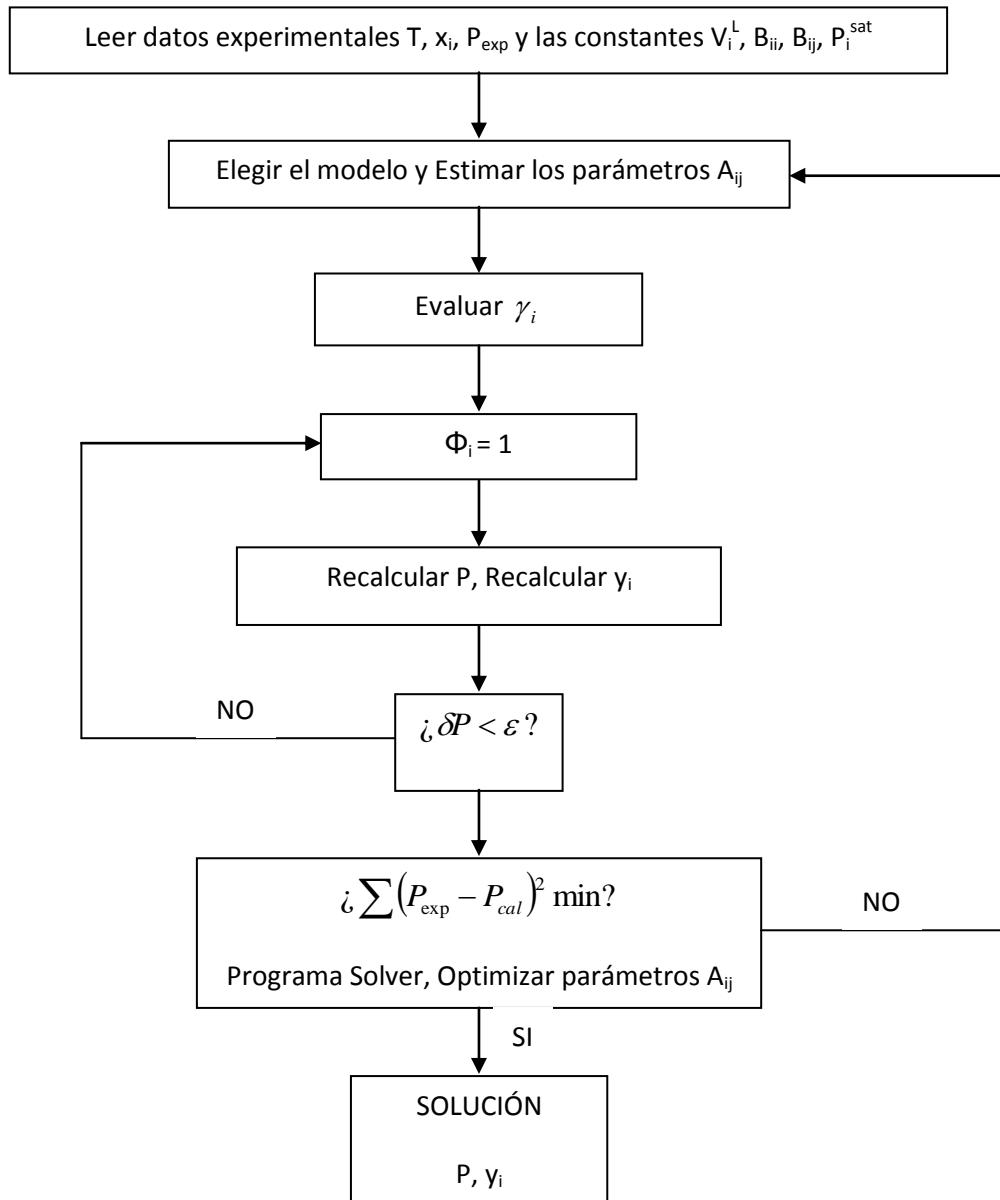 Leer datos experimentales T, xᵢ, Pₑₓₚ y las constantes Vᵢᴸ, Bᵢᵢ, Bᵢⱼ, Pᵢˢᵃᵗ
Elegir el modelo y Estimar los parámetros Aᵢⱼ
Evaluar γᵢ
Φᵢ = 1
Recalcular P, Recalcular yᵢ
NO
¿δP < ε?
¿∑(Pₑₓₚ − P_cal)² min?
NO
Programa Solver, Optimizar parámetros Aᵢⱼ
SI
SOLUCIÓN
P, yᵢ